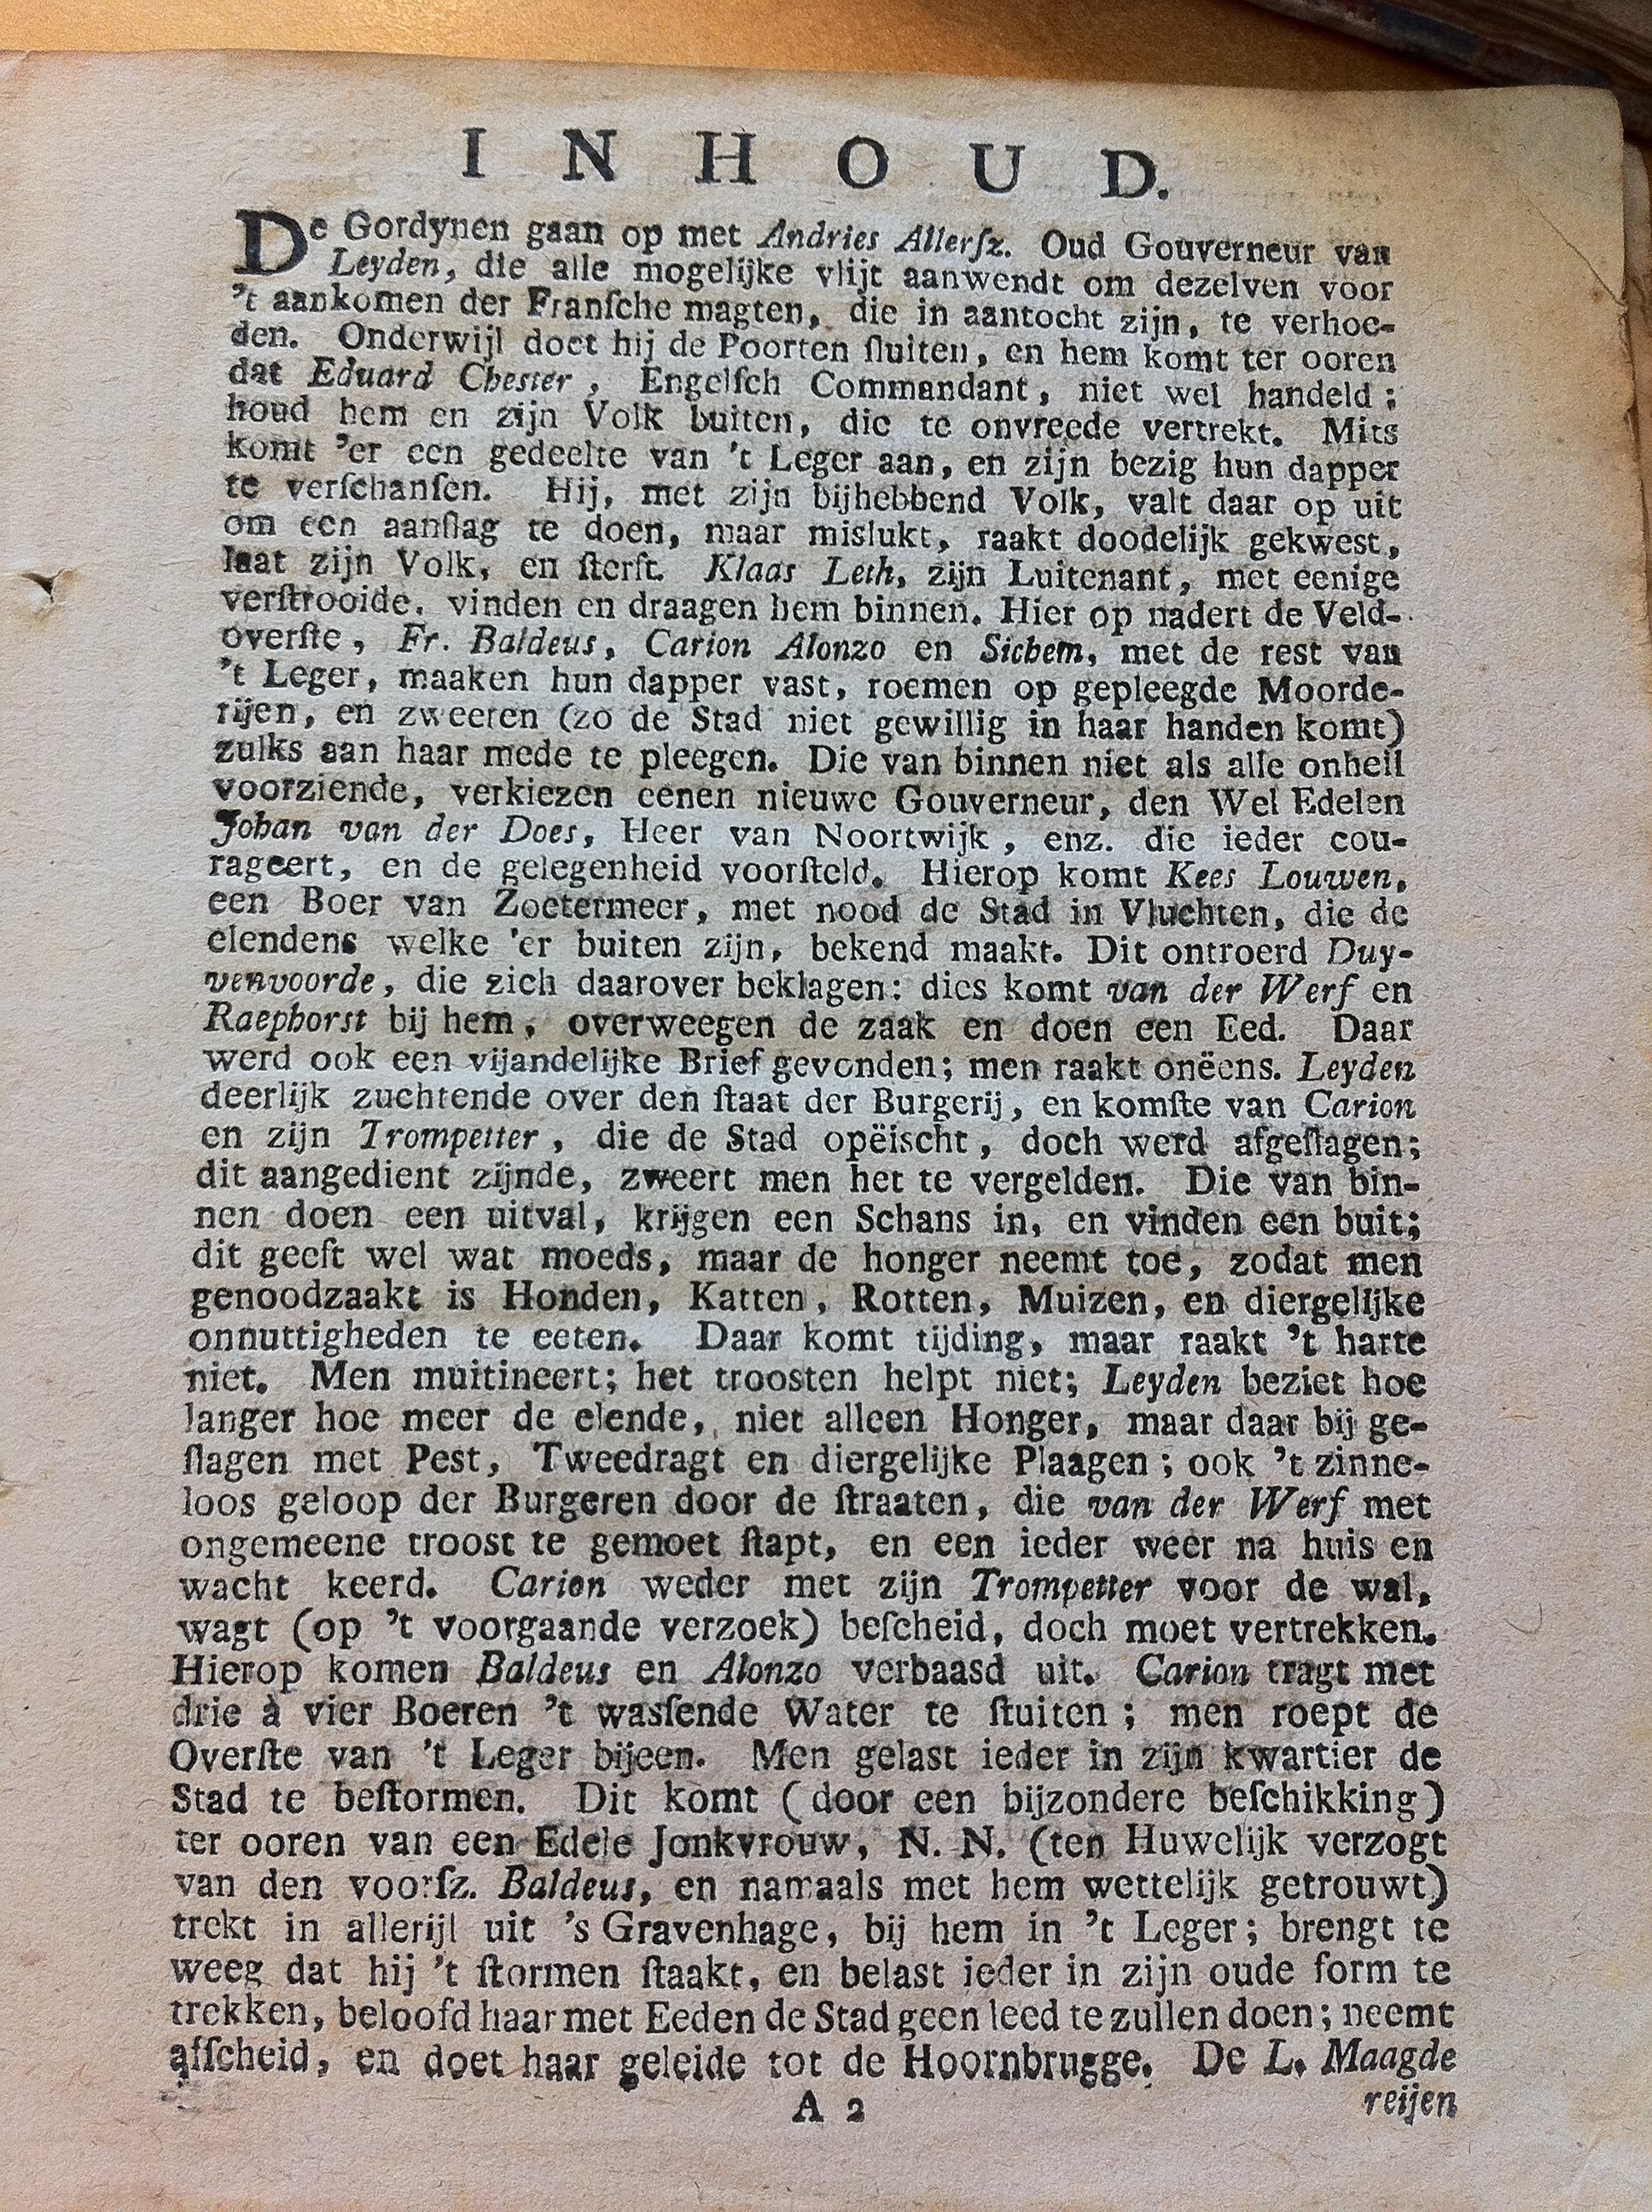 INHOUD.
De Gordynen gaan op met Andries Allerſz. Oud Gouverneur van
Leyden, die alle mogelijke vlijt aanwendt om dezelven voor
't aankomen der Franſche magten, die in aantocht zijn, te verhoe-
den. Onderwijl doet hij de Poorten ſluiten, en hem komt ter ooren
dat Eduard Chester, Engelſch Commandant, niet wel handeld;
houd hem en zijn Volk buiten, die te onvreede vertrekt. Mits
komt 'er een gedeelte van 't Leger aan, en zijn bezig hun dapper
te verſchanſen. Hij, met zijn bijhebbend Volk, valt daar op uit
om een aanſlag te doen, maar mislukt, raakt doodelijk gekwest,
laat zijn Volk, en ſterft. Klaas Leth, zijn Luitenant, met eenige
verſtrooide, vinden en draagen hem binnen. Hier op nadert de Veld-
overſte, Fr. Baldeus, Carion Alonzo en Sichem, met de rest van
't Leger, maaken hun dapper vast, roemen op gepleegde Moorde-
rijen, en zweeren (zo de Stad niet gewillig in haar handen komt)
zulks aan haar mede te pleegen. Die van binnen niet als alle onheil
voorziende, verkiezen eenen nieuwe Gouverneur, den Wel Edelen
Johan van der Does, Heer van Noortwijk, enz. die ieder cou-
rageert, en de gelegenheid voorſteld. Hierop komt Kees Louwen,
een Boer van Zoetermeer, met nood de Stad in Vluchten, die de
elendens welke 'er buiten zijn, bekend maakt. Dit ontroerd Duy-
venvoorde, die zich daarover beklagen: dies komt van der Werf en
Raephorst bij hem, overweegen de zaak en doen een Eed. Daar
werd ook een vijandelijke Brief gevonden; men raakt onëens. Leyden
deerlijk zuchtende over den ſtaat der Burgerij, en komſte van Carion
en zijn Trompetter, die de Stad opëischt, doch werd afgeſlagen;
dit aangedient zijnde, zweert men het te vergelden. Die van bin-
nen doen een uitval, krijgen een Schans in, en vinden een buit;
dit geeft wel wat moeds, maar de honger neemt toe, zodat men
genoodzaakt is Honden, Katten, Rotten, Muizen, en diergelijke
onnuttigheden te eeten. Daar komt tijding, maar raakt 't harte
niet. Men muitineert; het troosten helpt niet; Leyden beziet hoe
langer hoe meer de elende, niet alleen Honger, maar daar bij ge-
ſlagen met Pest, Tweedragt en diergelijke Plaagen; ook 't zinne-
loos geloop der Burgeren door de ſtraaten, die van der Werf met
ongemeene troost te gemoet ſtapt, en een ieder weer na huis en
wacht keerd. Carion weder met zijn Trompetter voor de wal,
wagt (op 't voorgaande verzoek) beſcheid, doch moet vertrekken.
Hierop komen Baldeus en Alonzo verbaasd uit. Carion tragt met
drie à vier Boeren 't wasſende Water te ſtuiten; men roept de
Overſte van 't Leger bijeen. Men gelast ieder in zijn kwartier de
Stad te beſtormen. Dit komt (door een bijzondere beſchikking)
ter ooren van een Edele Jonkvrouw, N. N. (ten Huwelijk verzogt
van den voorſz. Baldeus, en namaals met hem wettelijk getrouwt)
trekt in allerijl uit 's Gravenhage, bij hem in 't Leger; brengt te
weeg dat hij 't ſtormen ſtaakt, en belast ieder in zijn oude form te
trekken, beloofd haar met Eeden de Stad geen leed te zullen doen; neemt
afſcheid, en doet haar geleide tot de Hoornbrugge. De L. Maagde
A 2 reijen